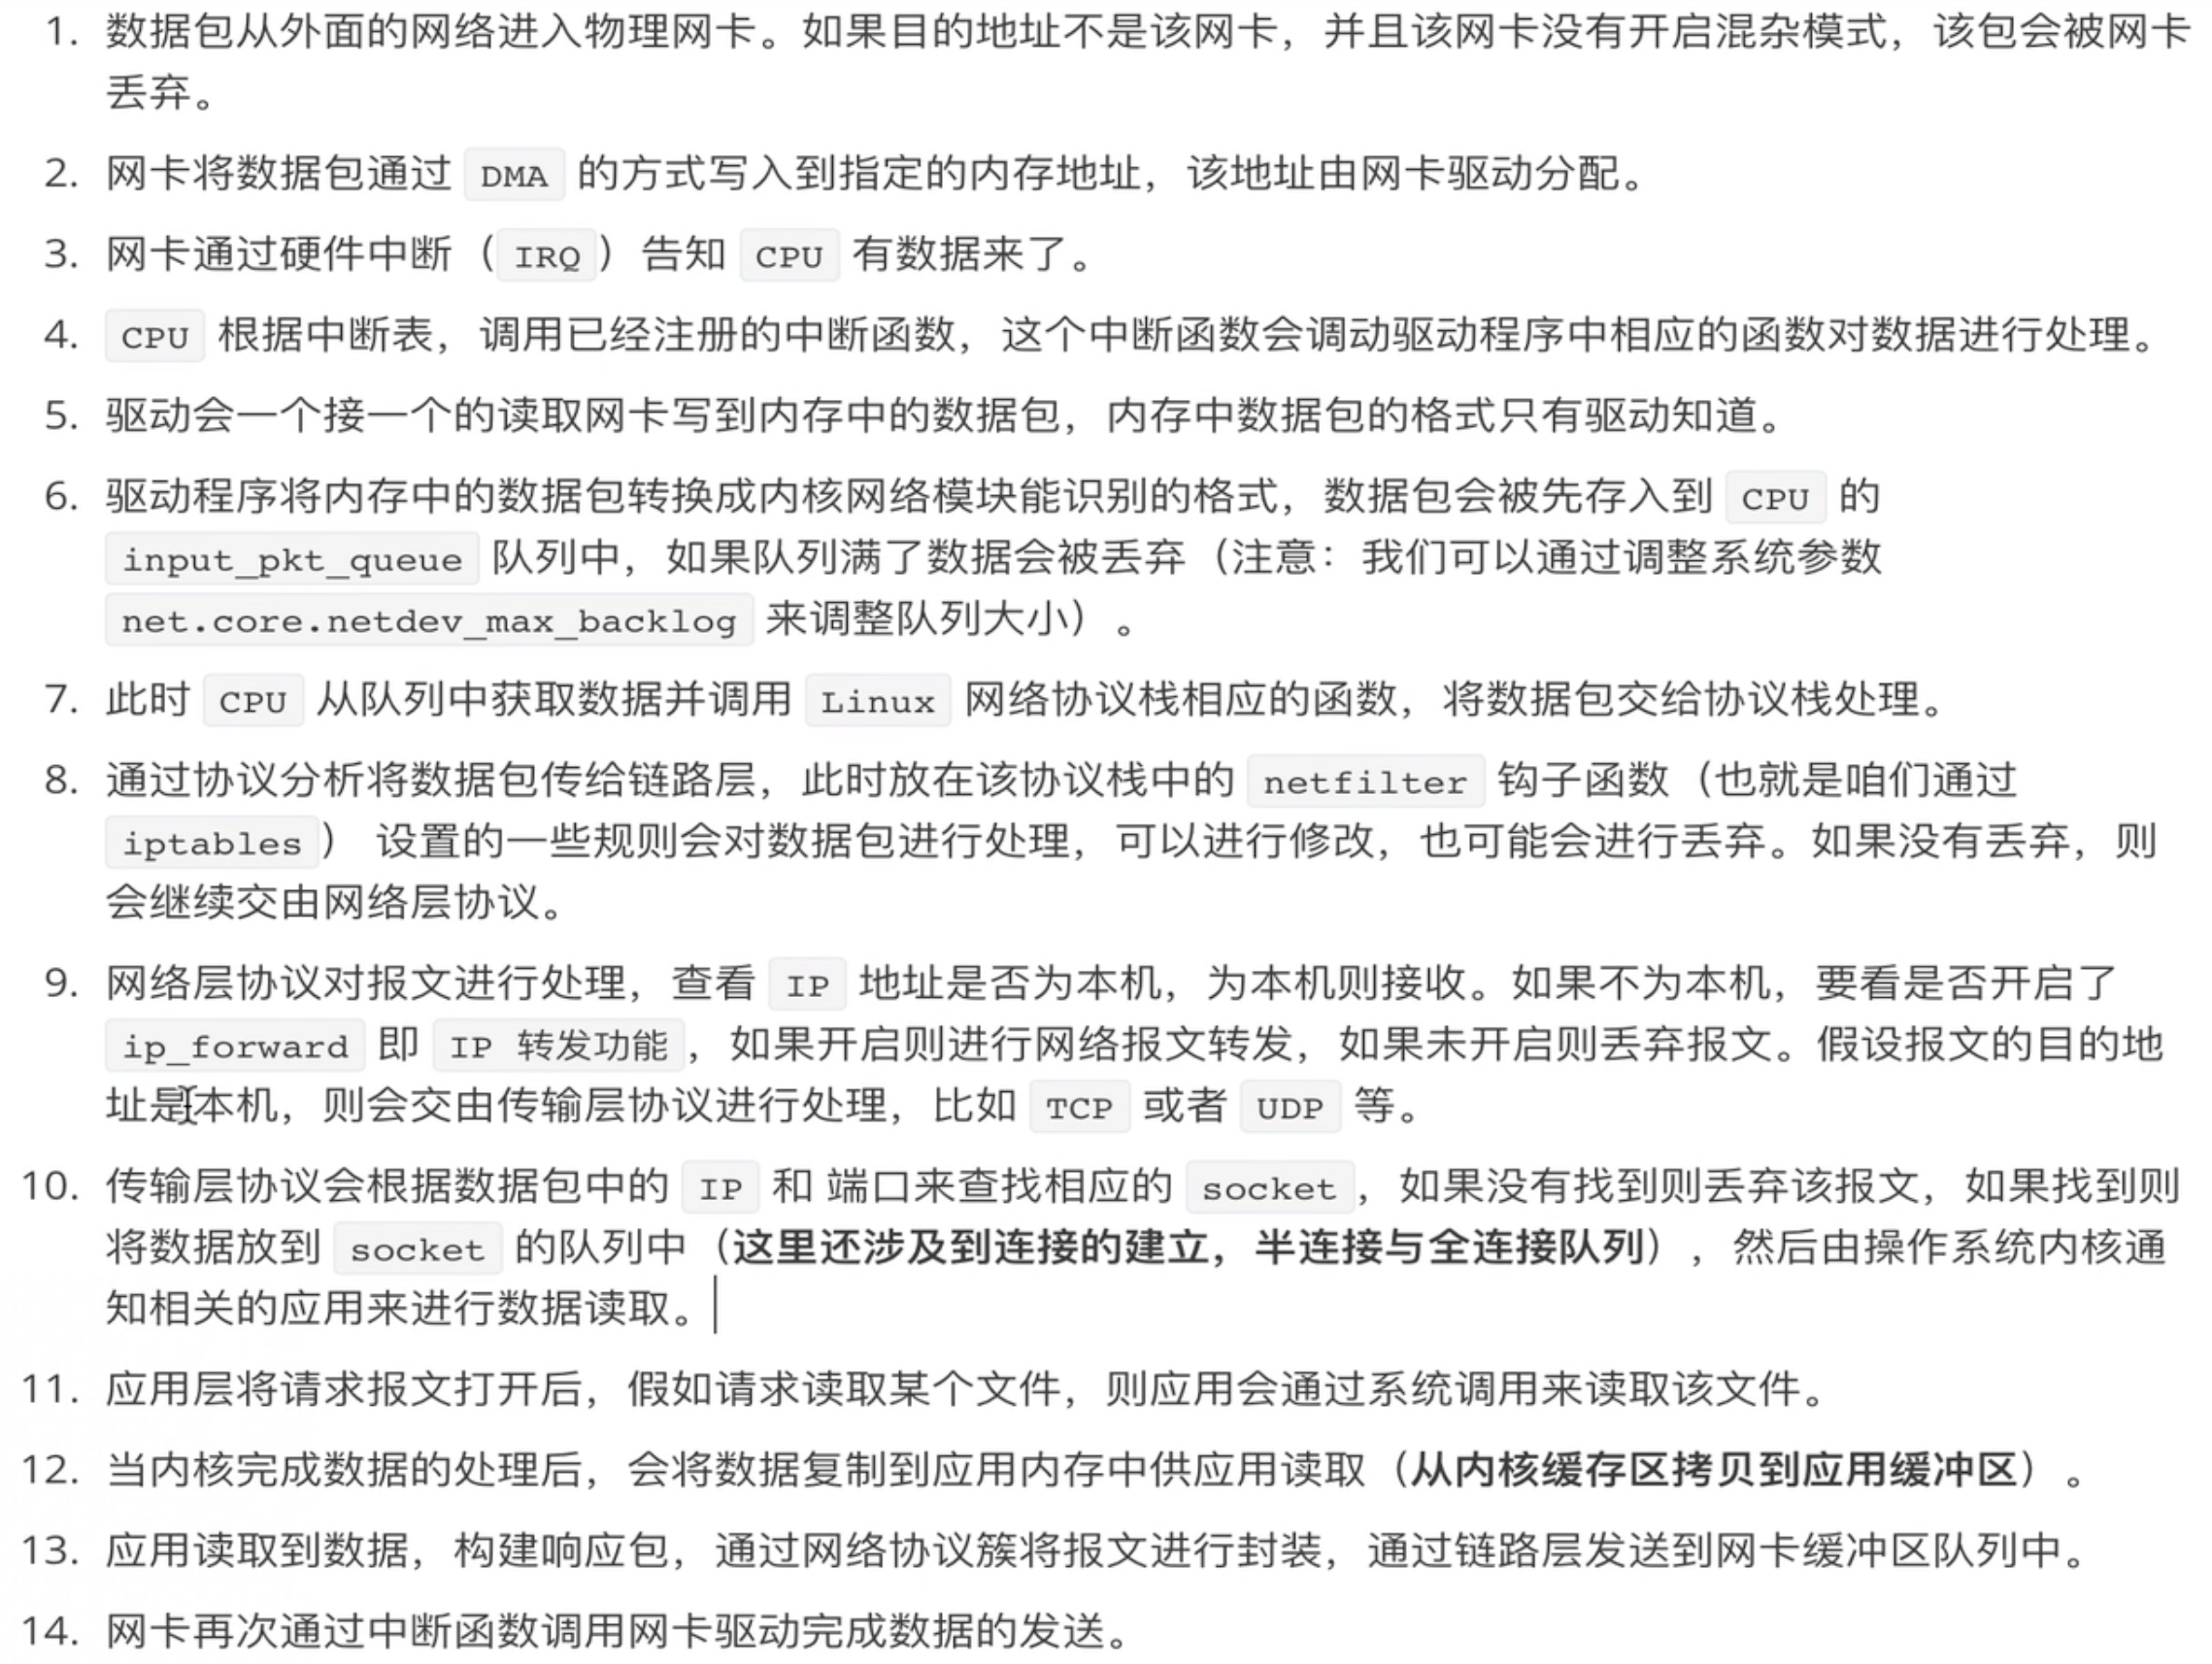 1. 数据包从外面的网络进入物理网卡。如果目的地址不是该网卡，并且该网卡没有开启混杂模式，该包会被网卡
丢弃。
2. 网卡将数据包通过 DMA 的方式写入到指定的内存地址，该地址由网卡驱动分配。
3. 网卡通过硬件中断（IRQ）告知 CPU 有数据来了。
4. CPU 根据中断表，调用已经注册的中断函数，这个中断函数会调动驱动程序中相应的函数对数据进行处理。
5. 驱动会一个接一个的读取网卡写到内存中的数据包，内存中数据包的格式只有驱动知道。
6. 驱动程序将内存中的数据包转换成内核网络模块能识别的格式，数据包会被先存入到 CPU 的
input_pkt_queue 队列中，如果队列满了数据会被丢弃（注意：我们可以通过调整系统参数
net.core.netdev_max_backlog 来调整队列大小）。
7. 此时 CPU 从队列中获取数据并调用 Linux 网络协议栈相应的函数，将数据包交给协议栈处理。
8. 通过协议分析将数据包传给链路层，此时放在该协议栈中的 netfilter 钩子函数（也就是咱们通过
iptables） 设置的一些规则会对数据包进行处理，可以进行修改，也可能会进行丢弃。如果没有丢弃，则
会继续交由网络层协议。
9. 网络层协议对报文进行处理，查看 IP 地址是否为本机，为本机则接收。如果不为本机，要看是否开启了
ip_forward 即 IP 转发功能，如果开启则进行网络报文转发，如果未开启则丢弃报文。假设报文的目的地
址是本机，则会交由传输层协议进行处理，比如 TCP 或者 UDP 等。
10. 传输层协议会根据数据包中的 IP 和 端口来查找相应的 socket，如果没有找到则丢弃该报文，如果找到则
将数据放到 socket 的队列中（这里还涉及到连接的建立，半连接与全连接队列），然后由操作系统内核通
知相关的应用来进行数据读取。
11. 应用层将请求报文打开后，假如请求读取某个文件，则应用会通过系统调用来读取该文件。
12. 当内核完成数据的处理后，会将数据复制到应用内存中供应用读取（从内核缓存区拷贝到应用缓冲区）。
13. 应用读取到数据，构建响应包，通过网络协议簇将报文进行封装，通过链路层发送到网卡缓冲区队列中。
14. 网卡再次通过中断函数调用网卡驱动完成数据的发送。